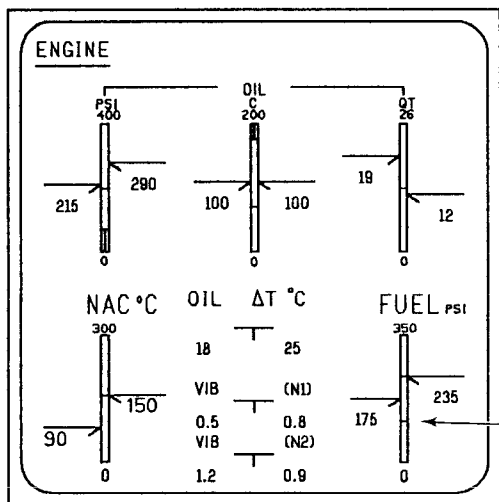 ENGINE
OIL
PSI C QT
400 200 26
290 19
215 100 100 12
0 0 0
NAC °C OIL ΔT °C FUEL PSI
300 350
18 25
VIB (N1)
150 235
90 0.5 0.8 175
VIB (N2)
0 1.2 0.9 0